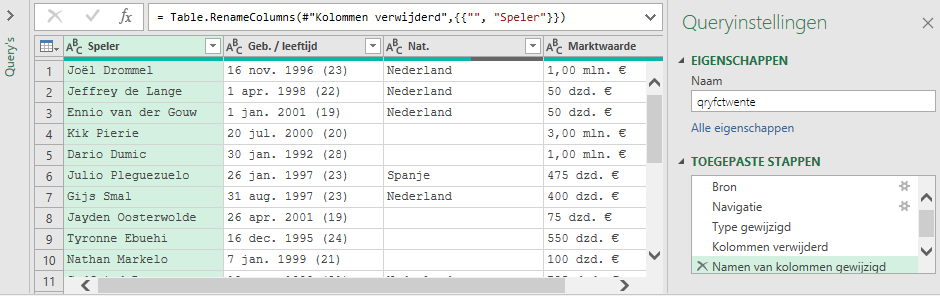 Query's
= Table.RenameColumns(#"Kolommen verwijderd",{{"", "Speler"}})
Speler Geb. / leeftijd Nat. Marktwaarde
1 Joël Drommel 16 nov. 1996 (23) Nederland 1,00 mln. €
2 Jeffrey de Lange 1 apr. 1998 (22) Nederland 50 dzd. €
3 Ennio van der Gouw 1 jan. 2001 (19) Nederland 50 dzd. €
4 Kik Pierie 20 jul. 2000 (20) 3,00 mln. €
5 Dario Dumic 30 jan. 1992 (28) 1,00 mln. €
6 Julio Pleguezuelo 26 jan. 1997 (23) Spanje 475 dzd. €
7 Gijs Smal 31 aug. 1997 (23) Nederland 400 dzd. €
8 Jayden Oosterwolde 26 apr. 2001 (19) 75 dzd. €
9 Tyronne Ebuehi 16 dec. 1995 (24) 550 dzd. €
10 Nathan Markelo 7 jan. 1999 (21) 100 dzd. €
11
Queryinstellingen
EIGENSCHAPPEN
Naam
qryfctwente
Alle eigenschappen
TOEGEPASTE STAPPEN
Bron
Navigatie
Type gewijzigd
Kolommen verwijderd
Namen van kolommen gewijzigd